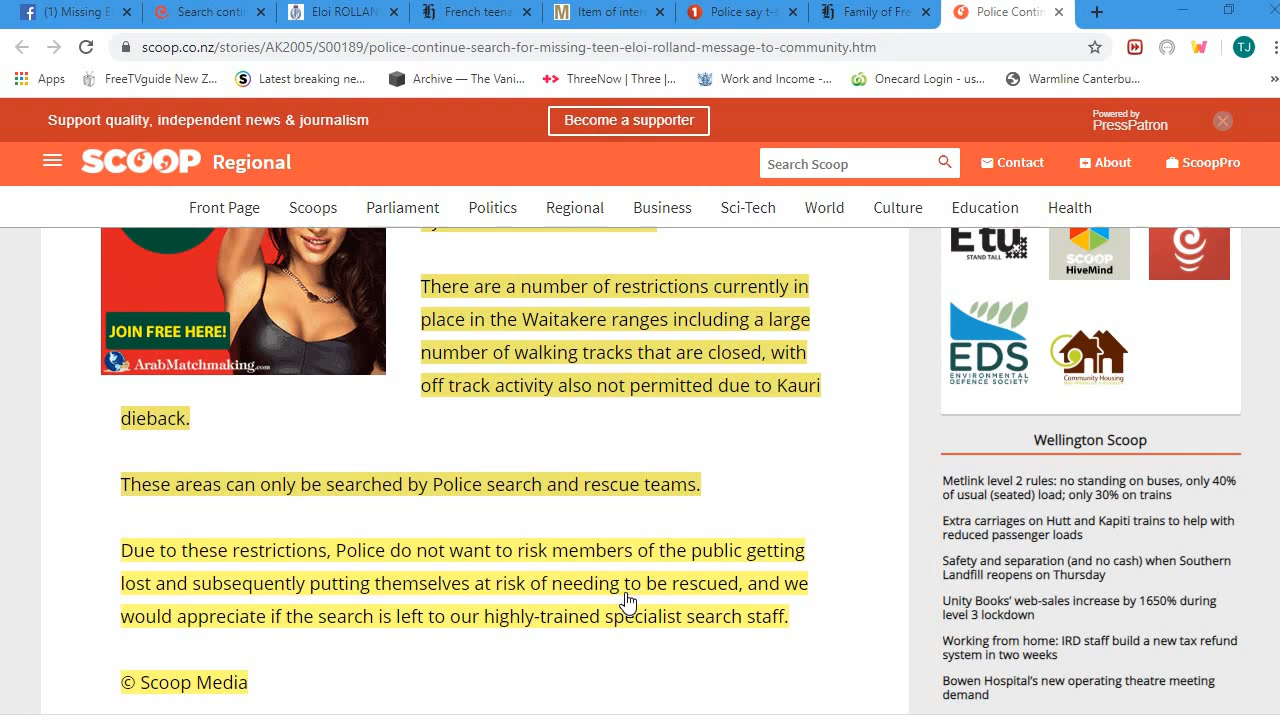 (1) Missing E
Search conti
Eloi ROLLAN
French teena
Item of inter
Police say t-s
Family of Fre
Police Contin
scoop.co.nz/stories/AK2005/S00189/police-continue-search-for-missing-teen-eloi-rolland-message-to-community.htm
TJ
Apps
FreeTVguide New Z...
Latest breaking ne...
Archive — The Vani...
ThreeNow | Three |...
Work and Income -...
Orecard Login - us...
Warmline Canterbu...
Support quality, independent news & journalism
Become a supporter
Powered by
PressPatron
SCOOP Regional
Search Scoop
Contact
About
ScoopPro
Front Page
Scoops
Parliament
Politics
Regional
Business
Sci-Tech
World
Culture
Education
Health
JOIN FREE HERE!
ArabMatchmaking.com
There are a number of restrictions currently in
place in the Waitakere ranges including a large
number of walking tracks that are closed, with
off track activity also not permitted due to Kauri
dieback.
These areas can only be searched by Police search and rescue teams.
Due to these restrictions, Police do not want to risk members of the public getting
lost and subsequently putting themselves at risk of needing to be rescued, and we
would appreciate if the search is left to our highly-trained specialist search staff.
© Scoop Media
Etu
STAND TALL
SCOOP
HiveMind
EDS
ENVIRONMENTAL
DEFENCE SOCIETY
Community Housing
Wellington Scoop
Metlink level 2 rules: no standing on buses, only 40%
of usual (seated) load; only 30% on trains
Extra carriages on Hutt and Kapiti trains to help with
reduced passenger loads
Safety and separation (and no cash) when Southern
Landfill reopens on Thursday
Unity Books' web-sales increase by 1650% during
level 3 lockdown
Working from home: IRD staff build a new tax refund
system in two weeks
Bowen Hospital's new operating theatre meeting
demand